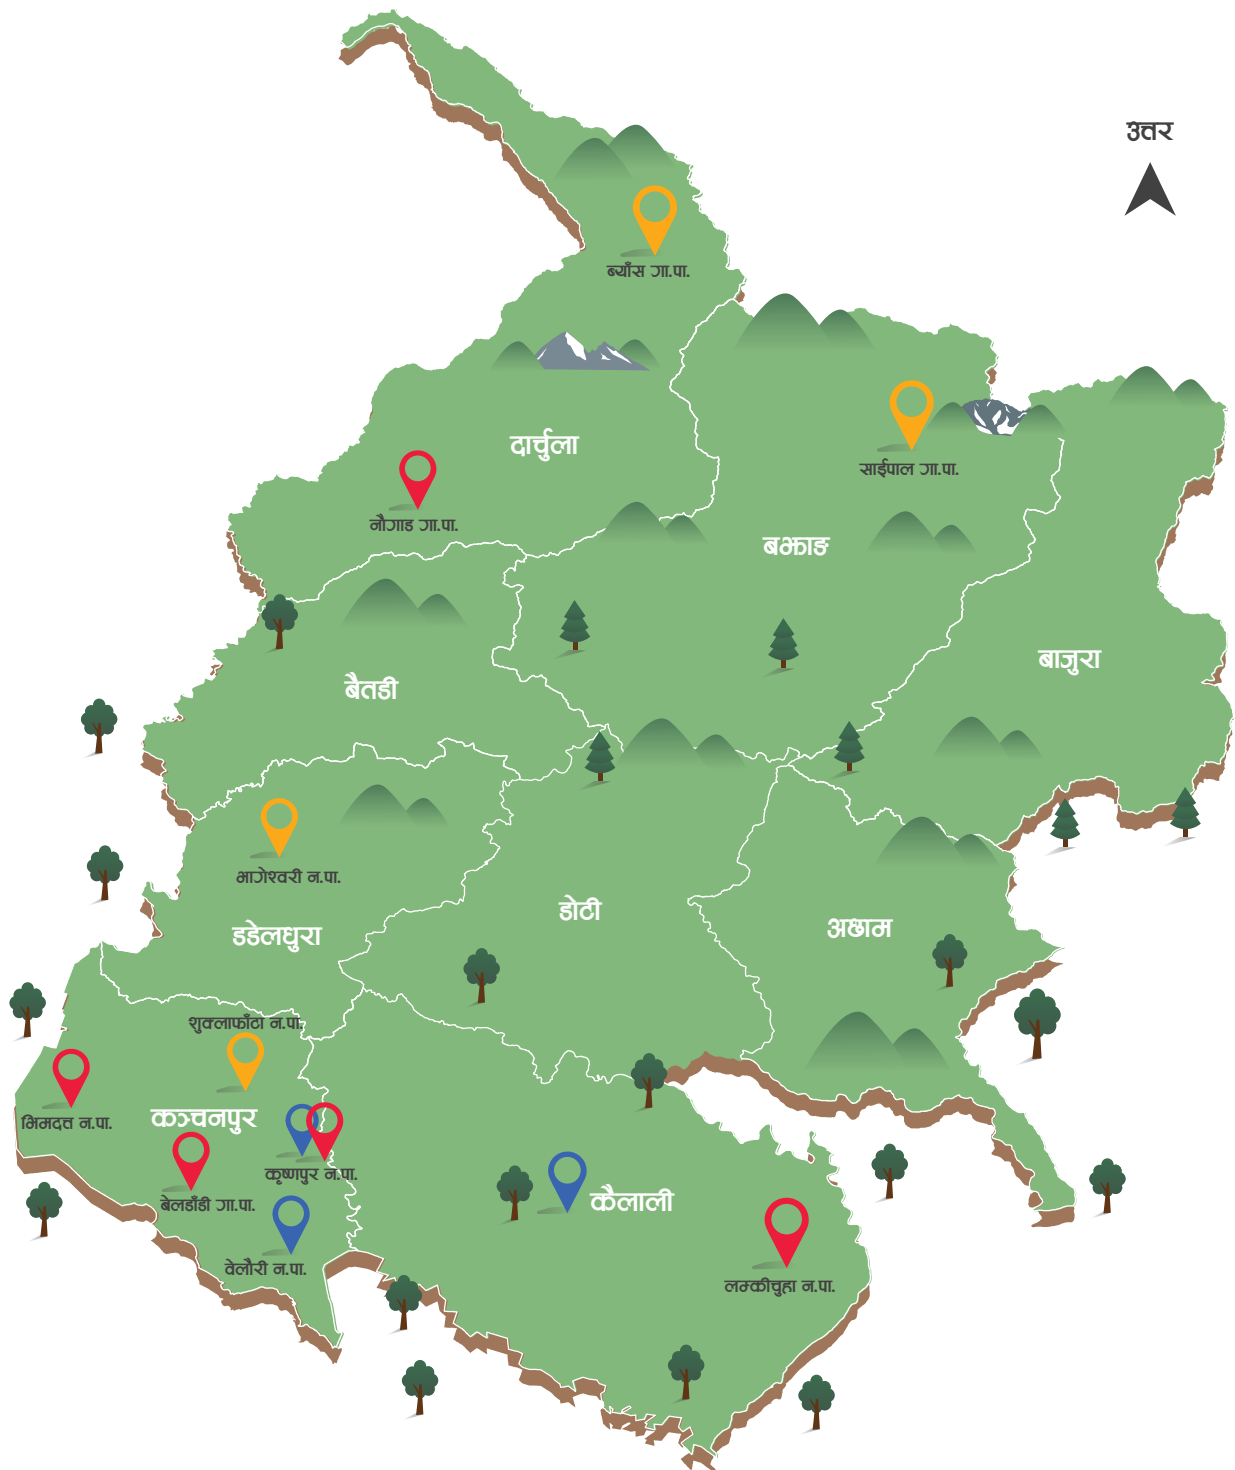 उत्तर
ब्याँस गा.पा.
दार्चुला
साईपाल गा.पा.
नौगाड गा.पा.
बझाङ
बाजुरा
बैतडी
भागेश्वरी न.पा.
डोटी
अछाम
डडेलधुरा
शुक्लाफाँटा न.पा.
कञ्चनपुर
भिमदत्त न.पा.
कृष्णपुर न.पा.
बेलडाँडी गा.पा.
कैलाली
वेलौरी न.पा.
लम्कीचुहा न.पा.